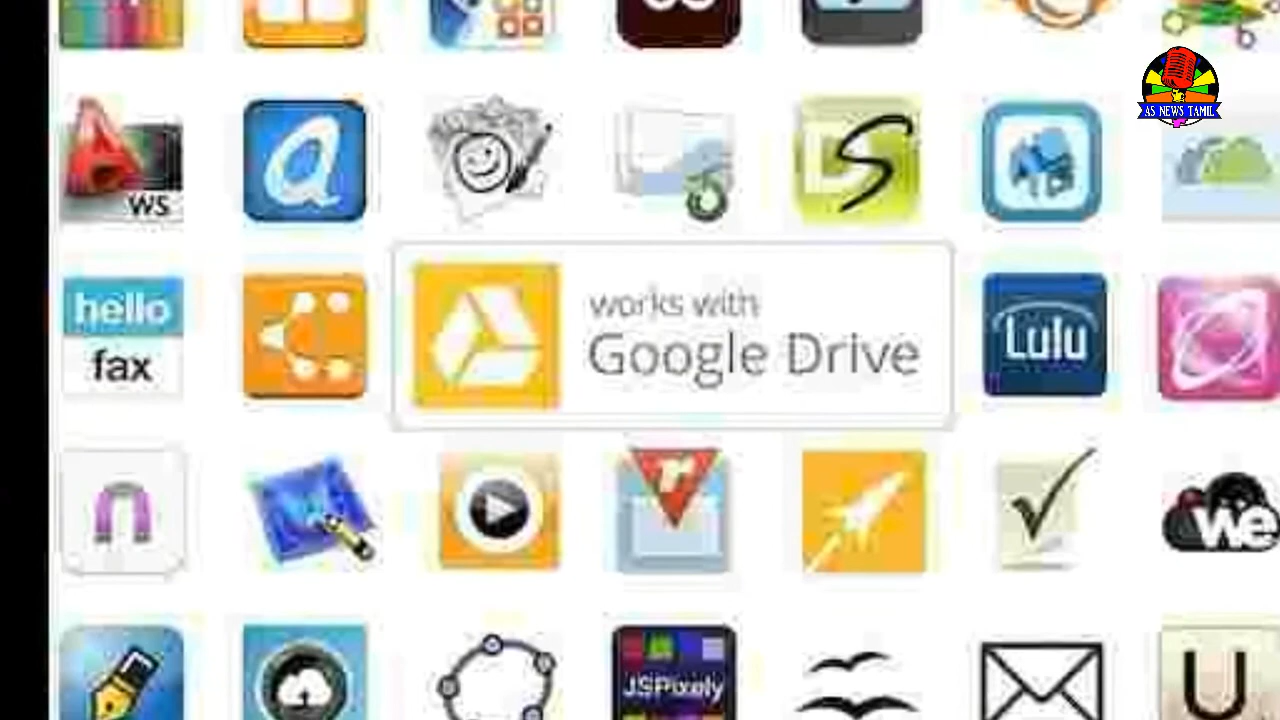 AS NEWS TAMIL
WS
hello
fax
works with
Google Drive
Lulu
we
JSPixely
U